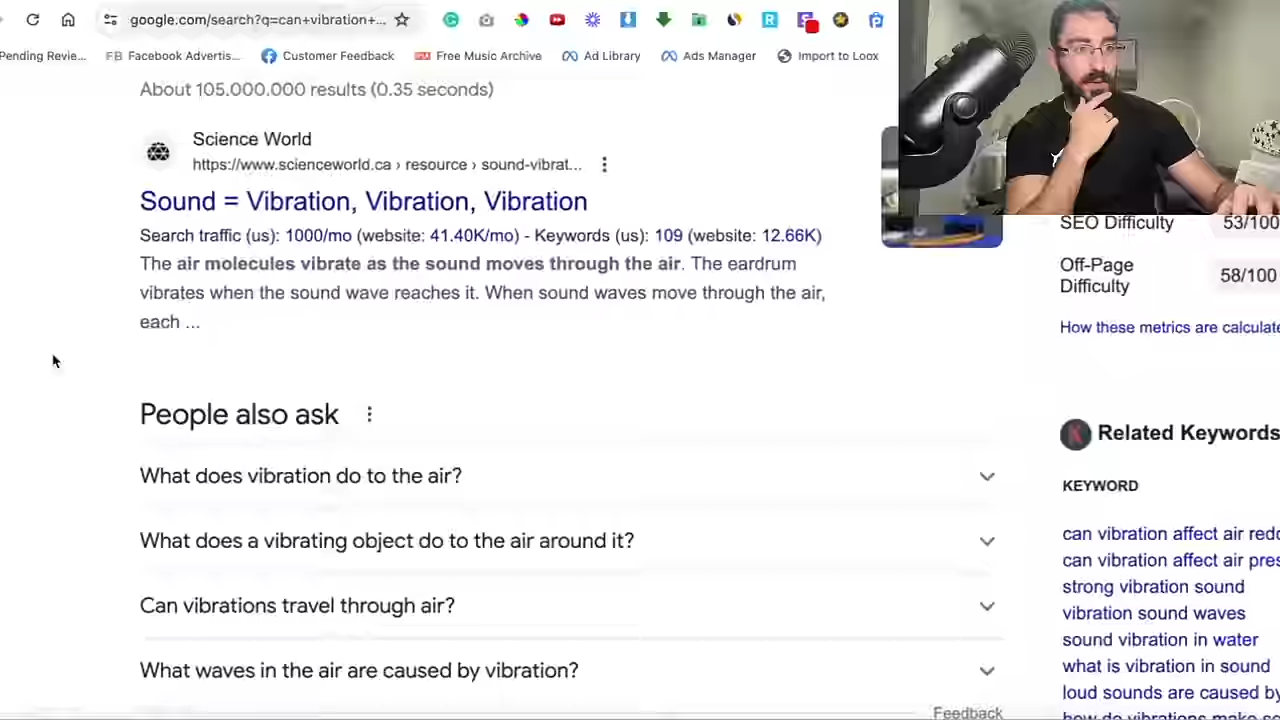 google.com/search?q=can+vibration+...
Pending Revie...
FB Facebook Advertis...
Customer Feedback
Free Music Archive
Ad Library
Ads Manager
Import to Loox
About 105.000.000 results (0.35 seconds)
Science World
https://www.scienceworld.ca › resource › sound-vibrat...
Sound = Vibration, Vibration, Vibration
Search traffic (us): 1000/mo (website: 41.40K/mo) - Keywords (us): 109 (website: 12.66K)
The air molecules vibrate as the sound moves through the air. The eardrum
vibrates when the sound wave reaches it. When sound waves move through the air,
each ...
People also ask
What does vibration do to the air?
What does a vibrating object do to the air around it?
Can vibrations travel through air?
What waves in the air are caused by vibration?
Feedback
SEO Difficulty
53/100
Off-Page
Difficulty
58/100
How these metrics are calculate
Related Keywords
KEYWORD
can vibration affect air redd
can vibration affect air pres
strong vibration sound
vibration sound waves
sound vibration in water
what is vibration in sound
loud sounds are caused by
how do vibrations make so